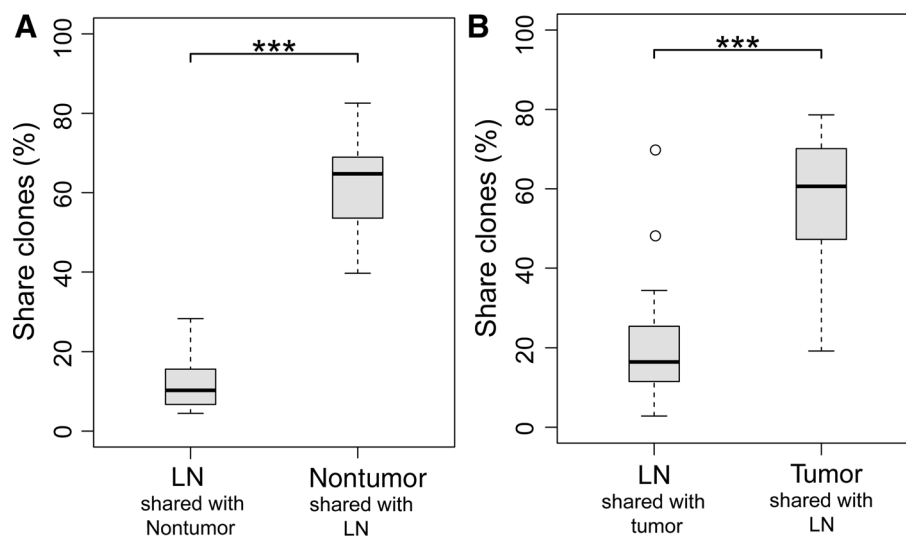 A
Share clones (%)
100
80
60
40
20
0
***
LN
shared with
Nontumor
Nontumor
shared with
LN
B
Share clones (%)
100
80
60
40
20
0
***
LN
shared with
tumor
Tumor
shared with
LN